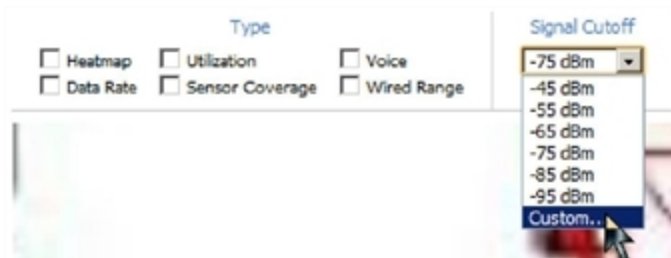 Type
Signal Cutoff
Heatmap Utilization Voice
-75 dBm
Data Rate Sensor Coverage Wired Range
-45 dBm
-55 dBm
-65 dBm
-75 dBm
-85 dBm
-95 dBm
Custom..